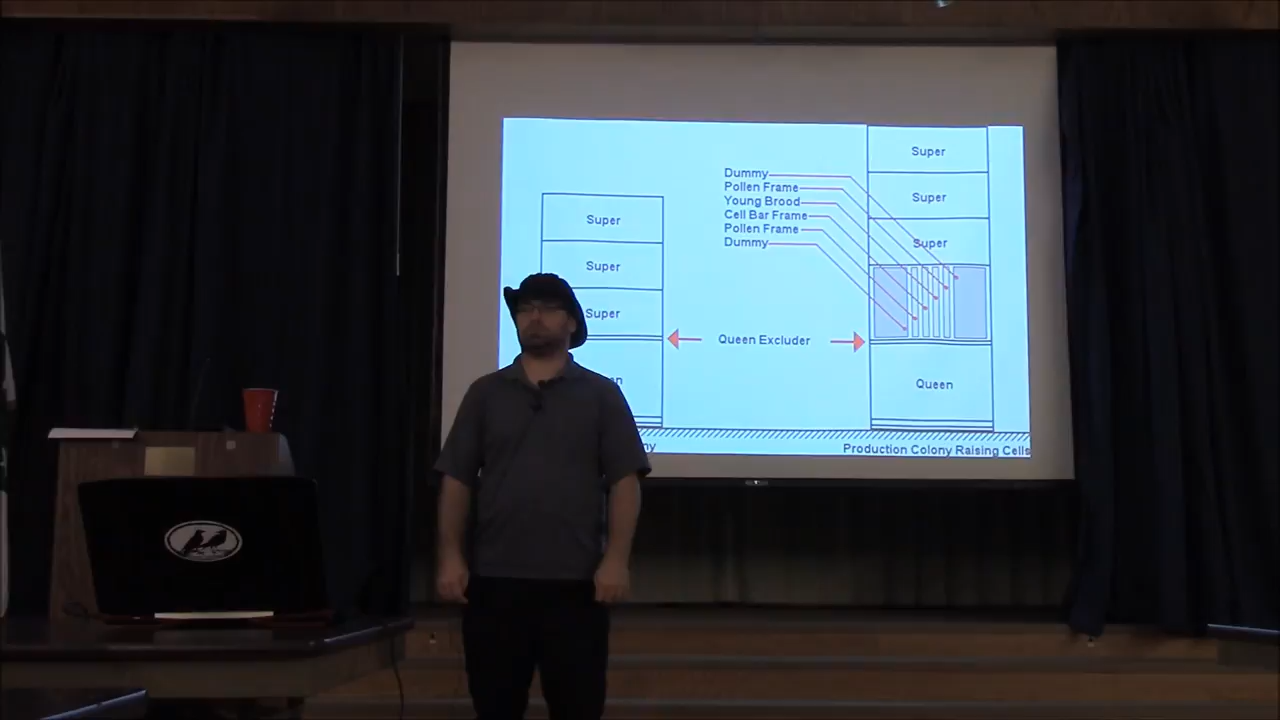 Super
Super
Super
Dummy
Pollen Frame
Young Brood
Cell Bar Frame
Pollen Frame
Dummy
Queen Excluder
Super
Super
Super
Queen
Production Colony Raising Cells